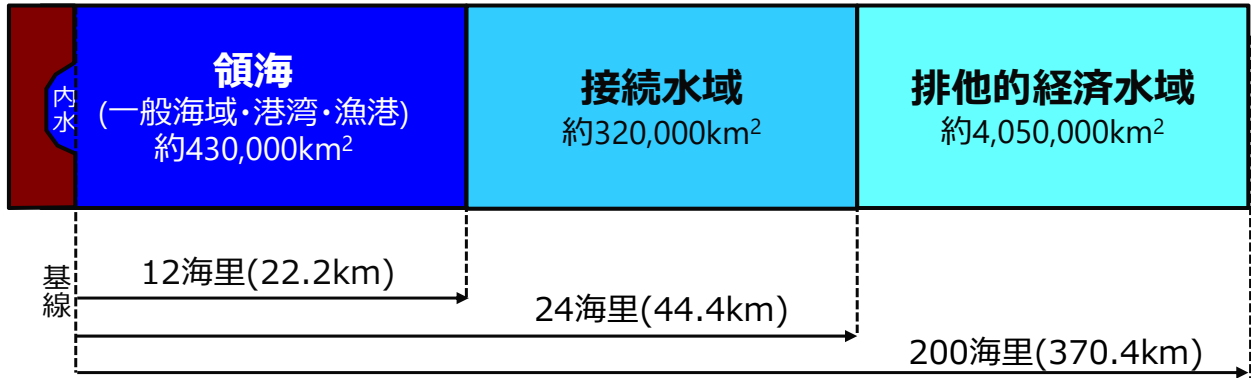 内水
領海
(一般海域・港湾・漁港)
約430,000km²
接続水域
約320,000km²
排他的経済水域
約4,050,000km²
基線
12海里(22.2km)
24海里(44.4km)
200海里(370.4km)